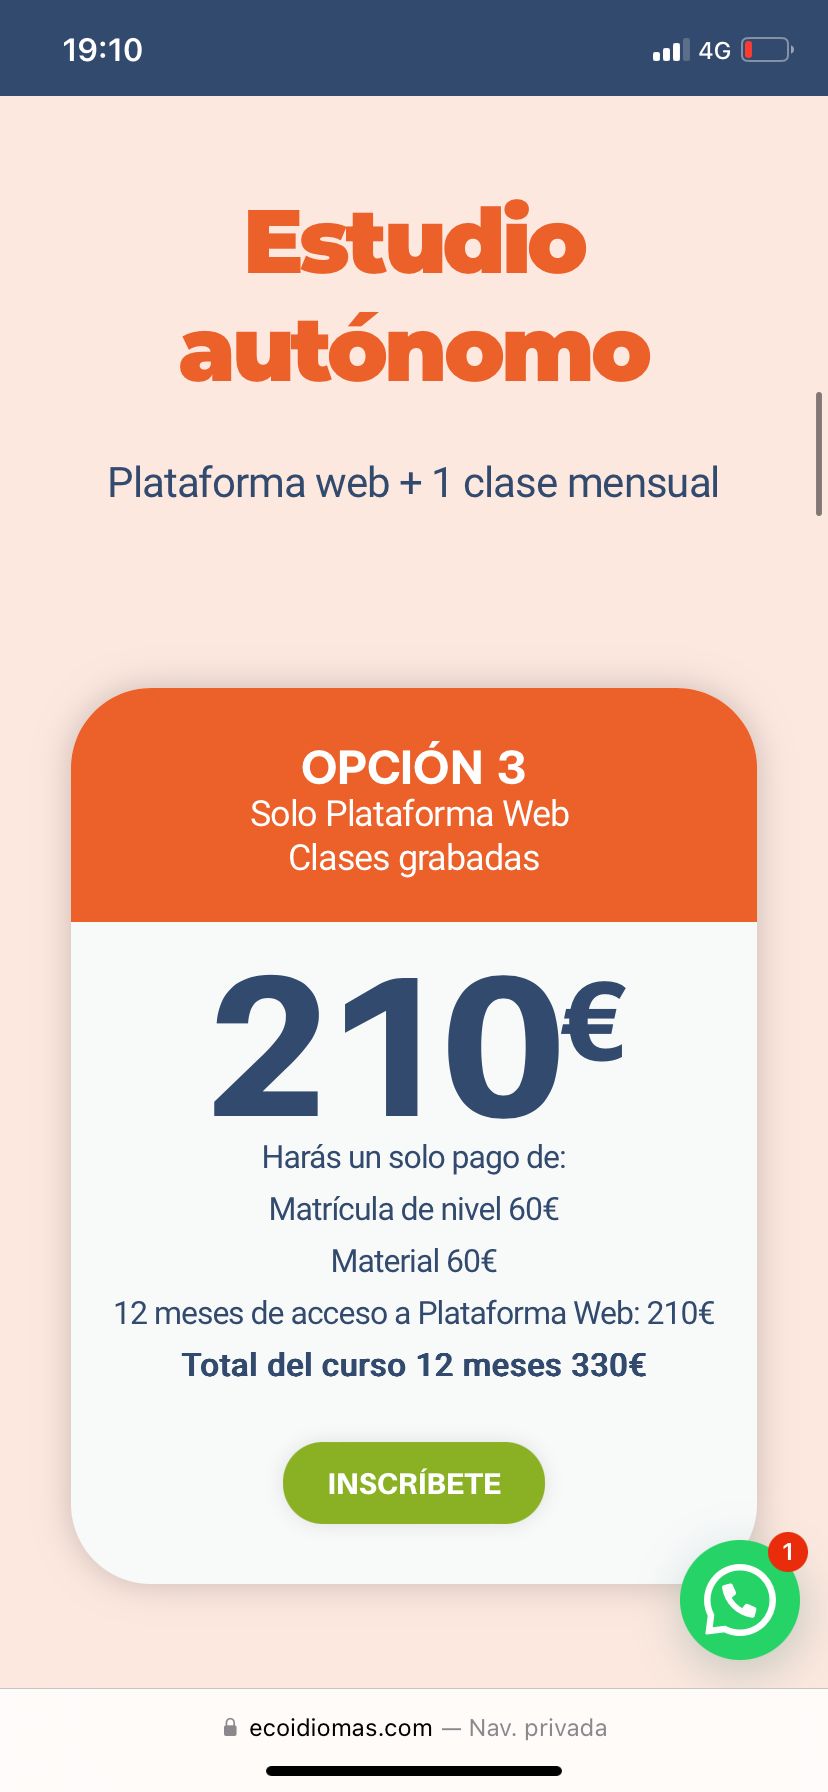 19:10
4G
Estudio
autónomo
Plataforma web + 1 clase mensual
OPCIÓN 3
Solo Plataforma Web
Clases grabadas
210€
Harás un solo pago de:
Matrícula de nivel 60€
Material 60€
12 meses de acceso a Plataforma Web: 210€
Total del curso 12 meses 330€
INSCRÍBETE
1
ecoidiomas.com — Nav. privada